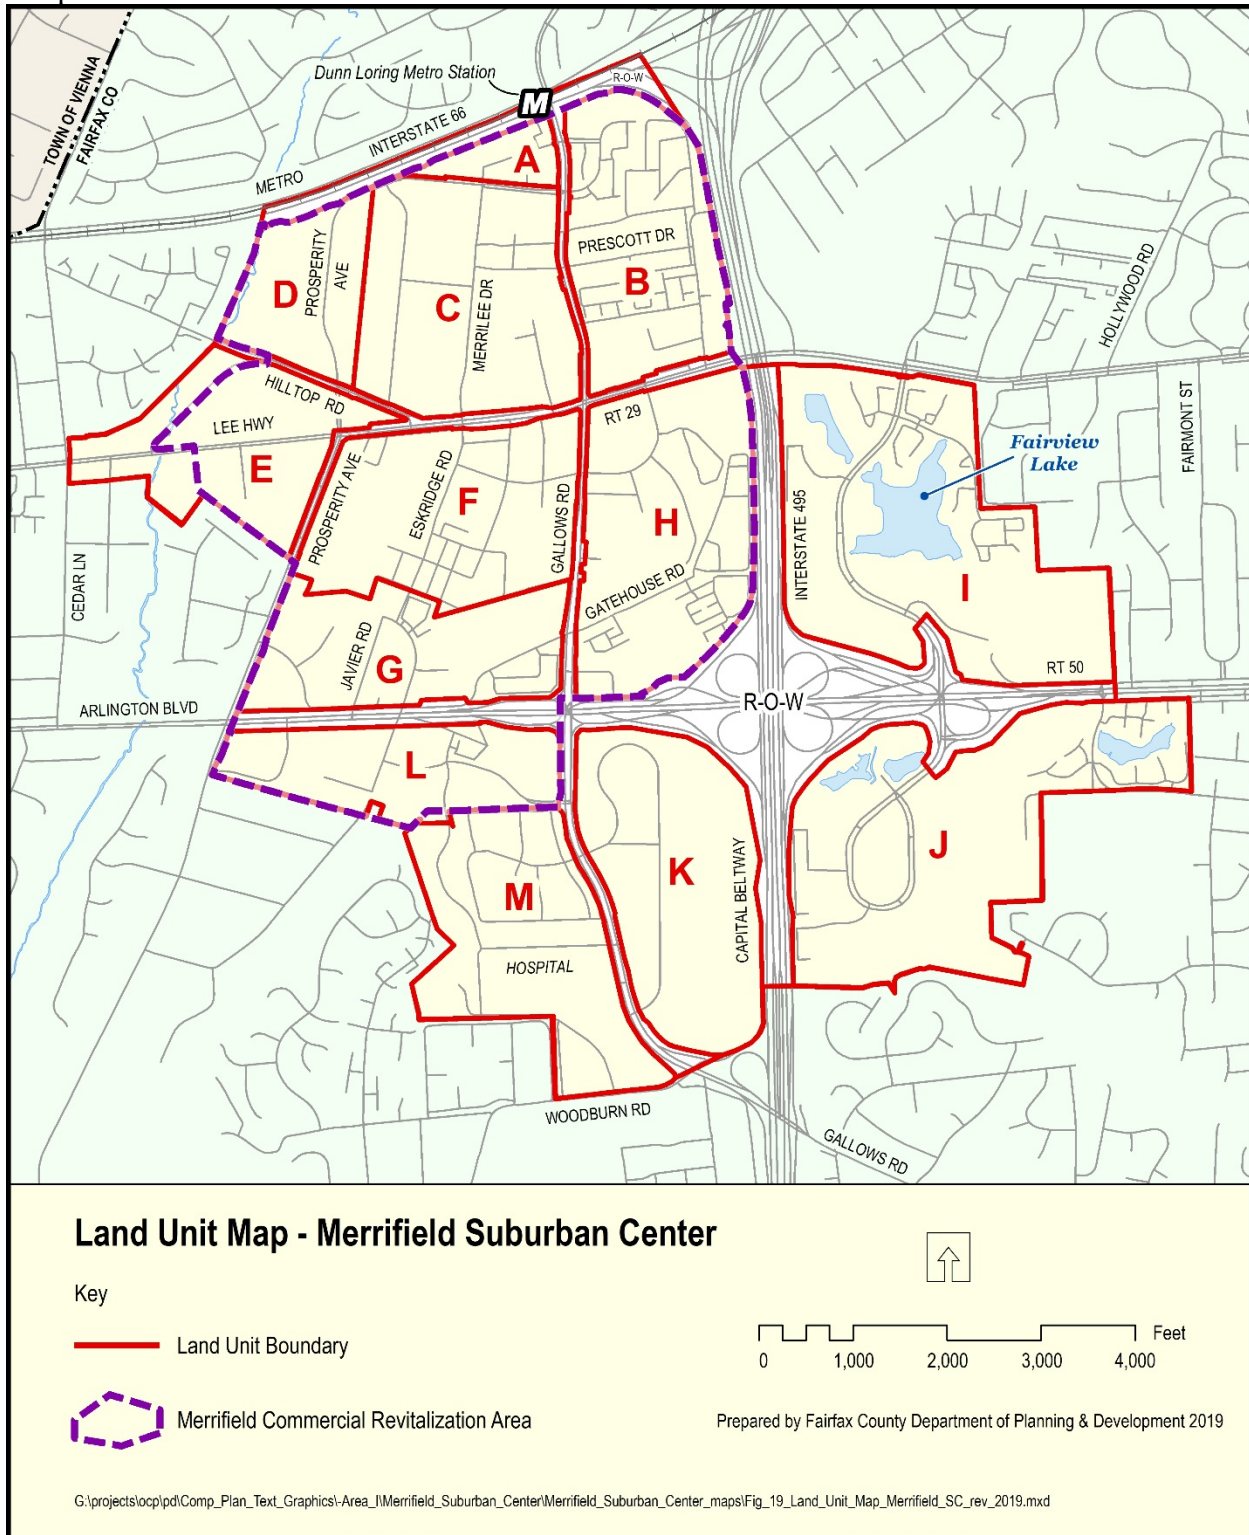 Dunn Loring Metro Station
M
R-O-W
TOWN OF VIENNA
FAIRFAX CO
INTERSTATE 66
METRO
A
PRESCOTT DR
B
HOLLYWOOD RD
PROSPERITY
AVE
D
C
MERRILEE DR
HILLTOP RD
LEE HWY
RT 29
FAIRMONT ST
Fairview
Lake
E
PROSPERITY AVE
ESKRIDGE RD
F
GALLOWS RD
H
INTERSTATE 495
CEDAR LN
GATEHOUSE RD
I
JAVIER RD
G
RT 50
ARLINGTON BLVD
R-O-W
L
J
K
M
CAPITAL BELTWAY
HOSPITAL
WOODBURN RD
GALLOWS RD
Land Unit Map - Merrifield Suburban Center
Key
Land Unit Boundary
Feet
0 1,000 2,000 3,000 4,000
Merrifield Commercial Revitalization Area
Prepared by Fairfax County Department of Planning & Development 2019
G:\projects\ocp\pd\Comp_Plan_Text_Graphics\-Area_I\Merrifield_Suburban_Center\Merrifield_Suburban_Center_maps\Fig_19_Land_Unit_Map_Merrifield_SC_rev_2019.mxd